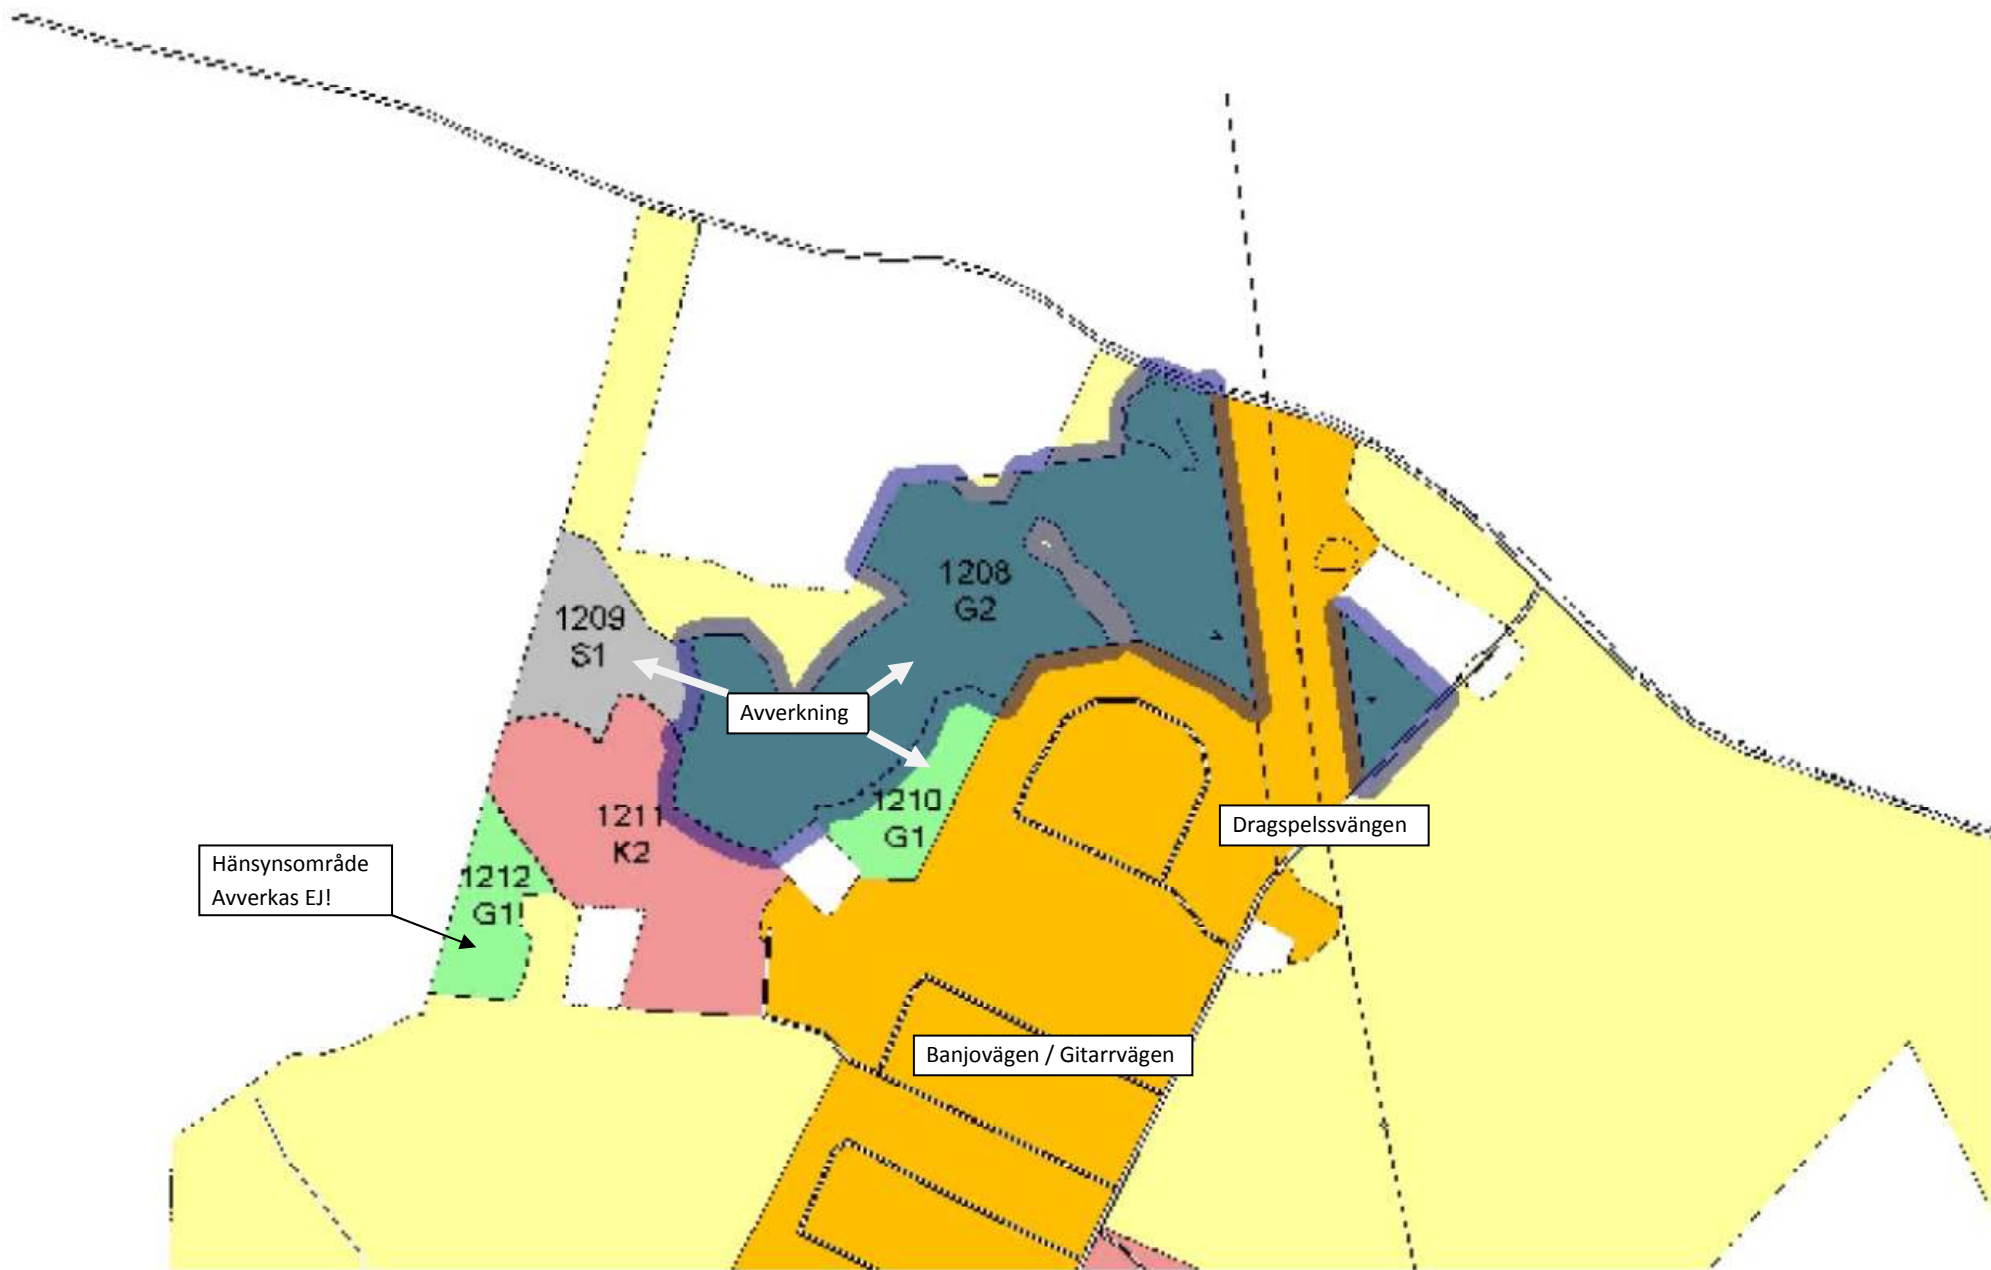 1208
G2
1209
S1
Avverkning
1210
G1
1211
K2
Dragspelssvängen
Hänsynsområde
Avverkas EJ!
1212
G1
Banjovägen / Gitarrvägen